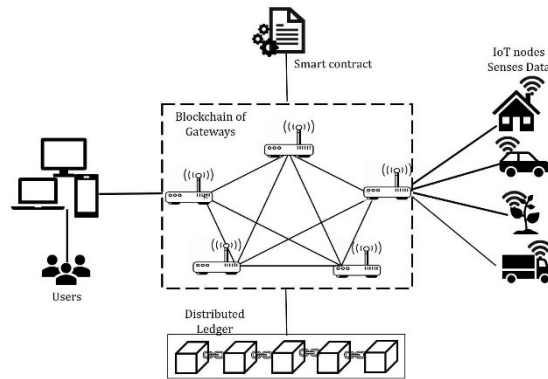 Smart contract
IoT nodes
Senses Data
Blockchain of
Gateways
Users
Distributed
Ledger